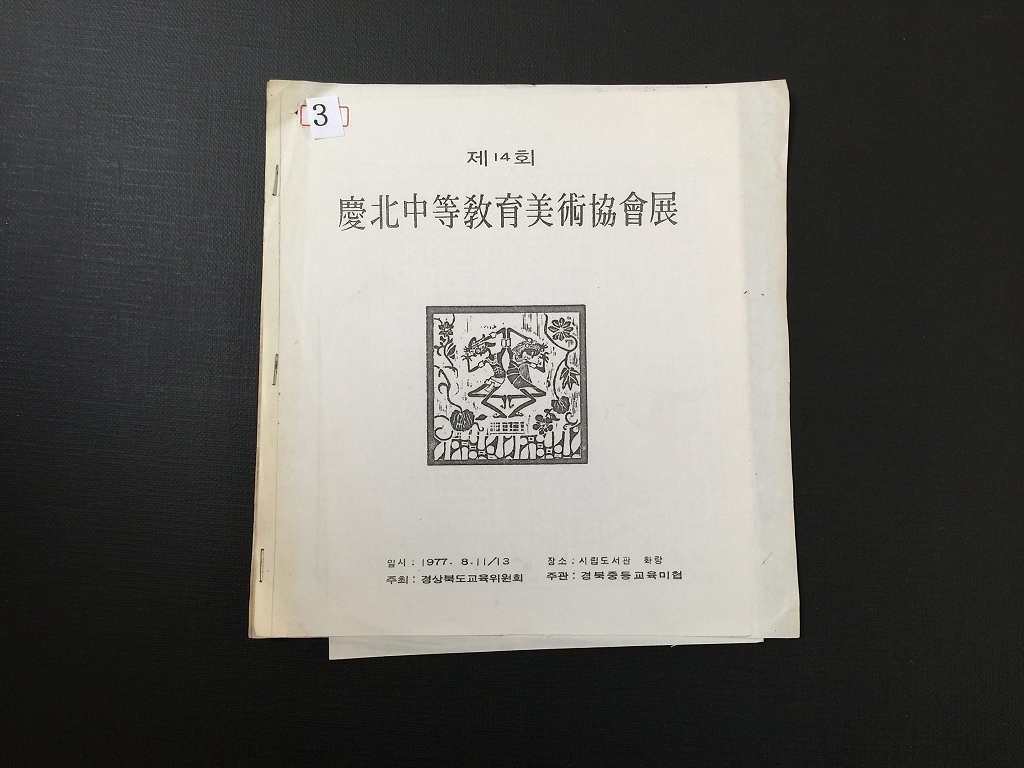 3
제14회
慶北中等敎育美術協會展
일시 : 1977. 8. 11/13 장소 : 시립도서관 화랑
주최 : 경상북도교육위원회 주관 : 경북중등교육미협